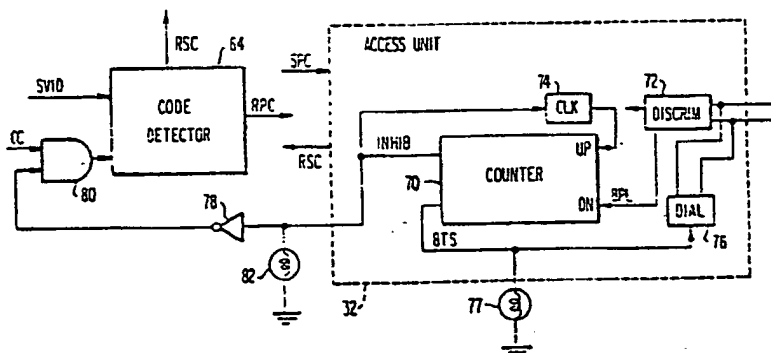 RSC
64
SVID
CODE
DETECTOR
RPC
CC
80
78
82
SPC
RSC
ACCESS UNIT
74
CLK
72
DISCRIM
INHIB
UP
70
COUNTER
DN
BPL
DIAL
76
BTS
32
77